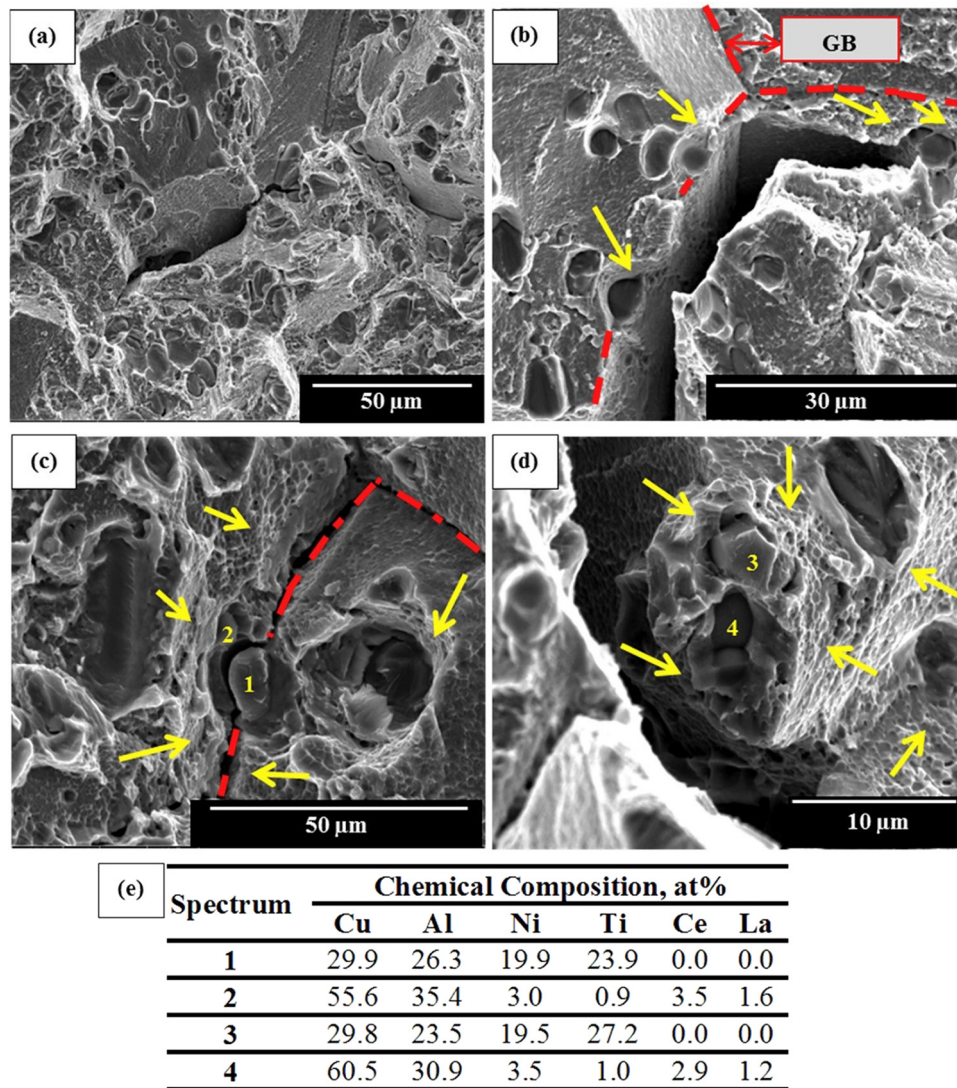 (a)
50 µm
(b)
GB
30 µm
(c)
2
1
50 µm
(d)
3
4
10 µm
(e)
Spectrum Chemical Composition, at%
Cu Al Ni Ti Ce La
1 29.9 26.3 19.9 23.9 0.0 0.0
2 55.6 35.4 3.0 0.9 3.5 1.6
3 29.8 23.5 19.5 27.2 0.0 0.0
4 60.5 30.9 3.5 1.0 2.9 1.2